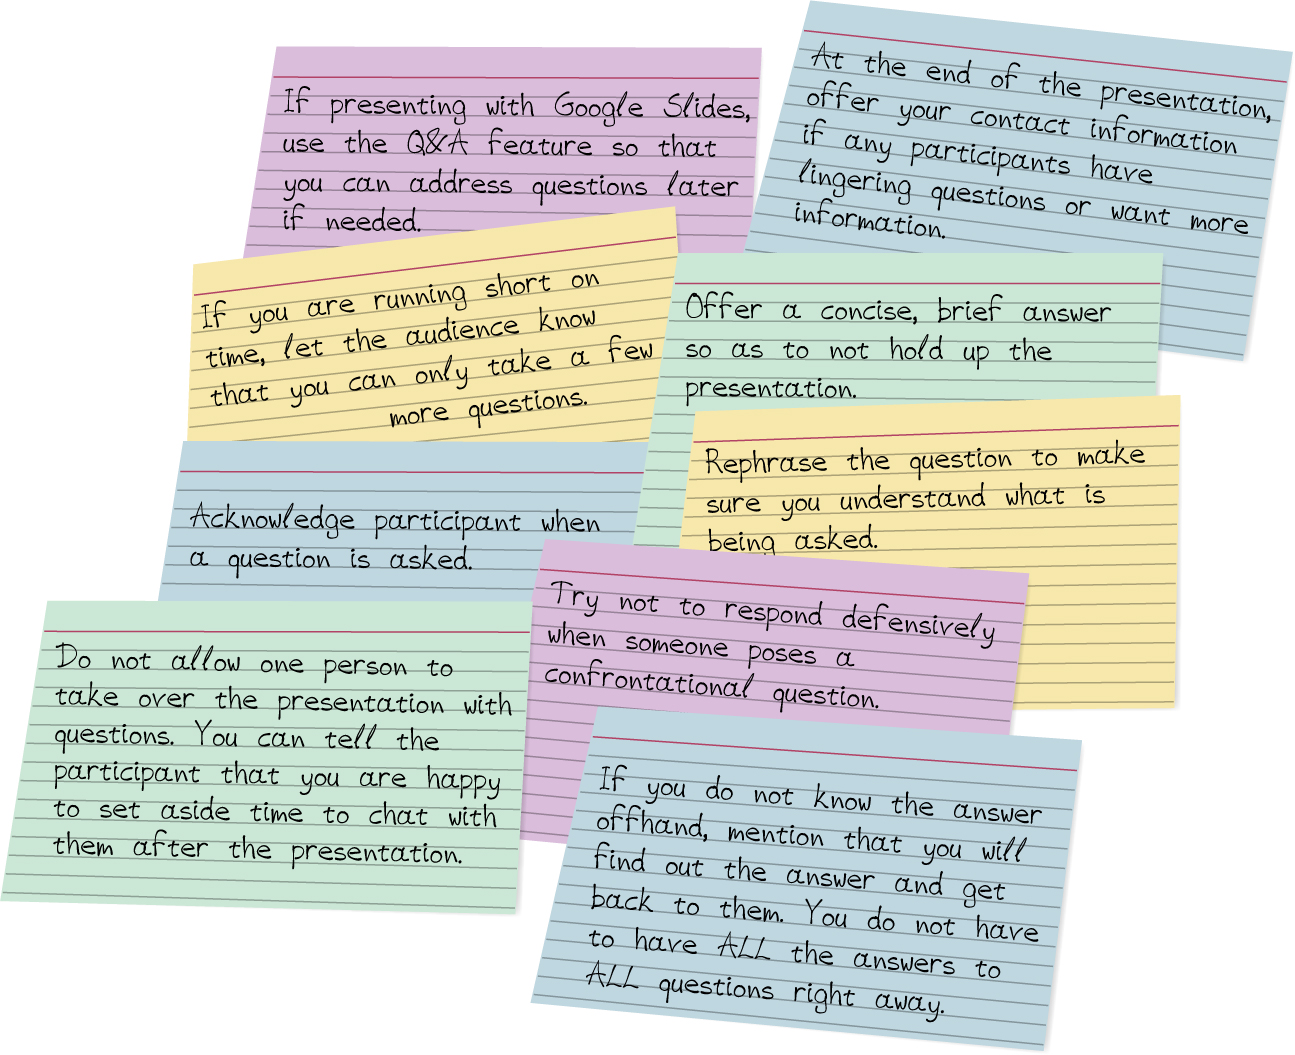 If presenting with Google Slides,
use the Q&A feature so that
you can address questions later
if needed.
At the end of the presentation,
offer your contact information
if any participants have
lingering questions or want more
information.
If you are running short on
time, let the audience know
that you can only take a few
more questions.
Offer a concise, brief answer
so as to not hold up the
presentation.
Acknowledge participant when
a question is asked.
Rephrase the question to make
sure you understand what is
being asked.
Do not allow one person to
take over the presentation with
questions. You can tell the
participant that you are happy
to set aside time to chat with
them after the presentation.
Try not to respond defensively
when someone poses a
confrontational question.
If you do not know the answer
offhand, mention that you will
find out the answer and get
back to them. You do not have
to have ALL the answers to
ALL questions right away.